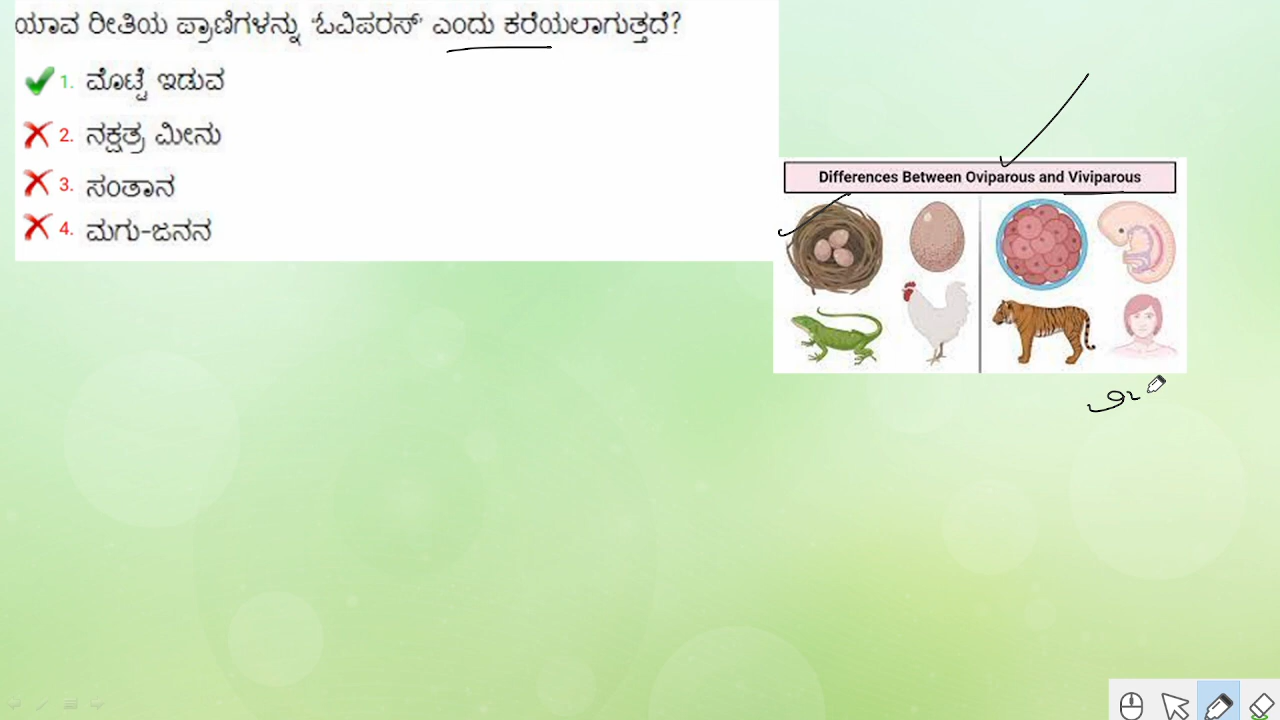 ಯಾವ ರೀತಿಯ ಪ್ರಾಣಿಗಳನ್ನು 'ಓವಿಪರಸ್' ಎಂದು ಕರೆಯಲಾಗುತ್ತದೆ?
1. ಮೊಟ್ಟೆ ಇಡುವ
2. ನಕ್ಷತ್ರ ಮೀನು
3. ಸಂತಾನ
4. ಮಗು-ಜನನ
Differences Between Oviparous and Viviparous